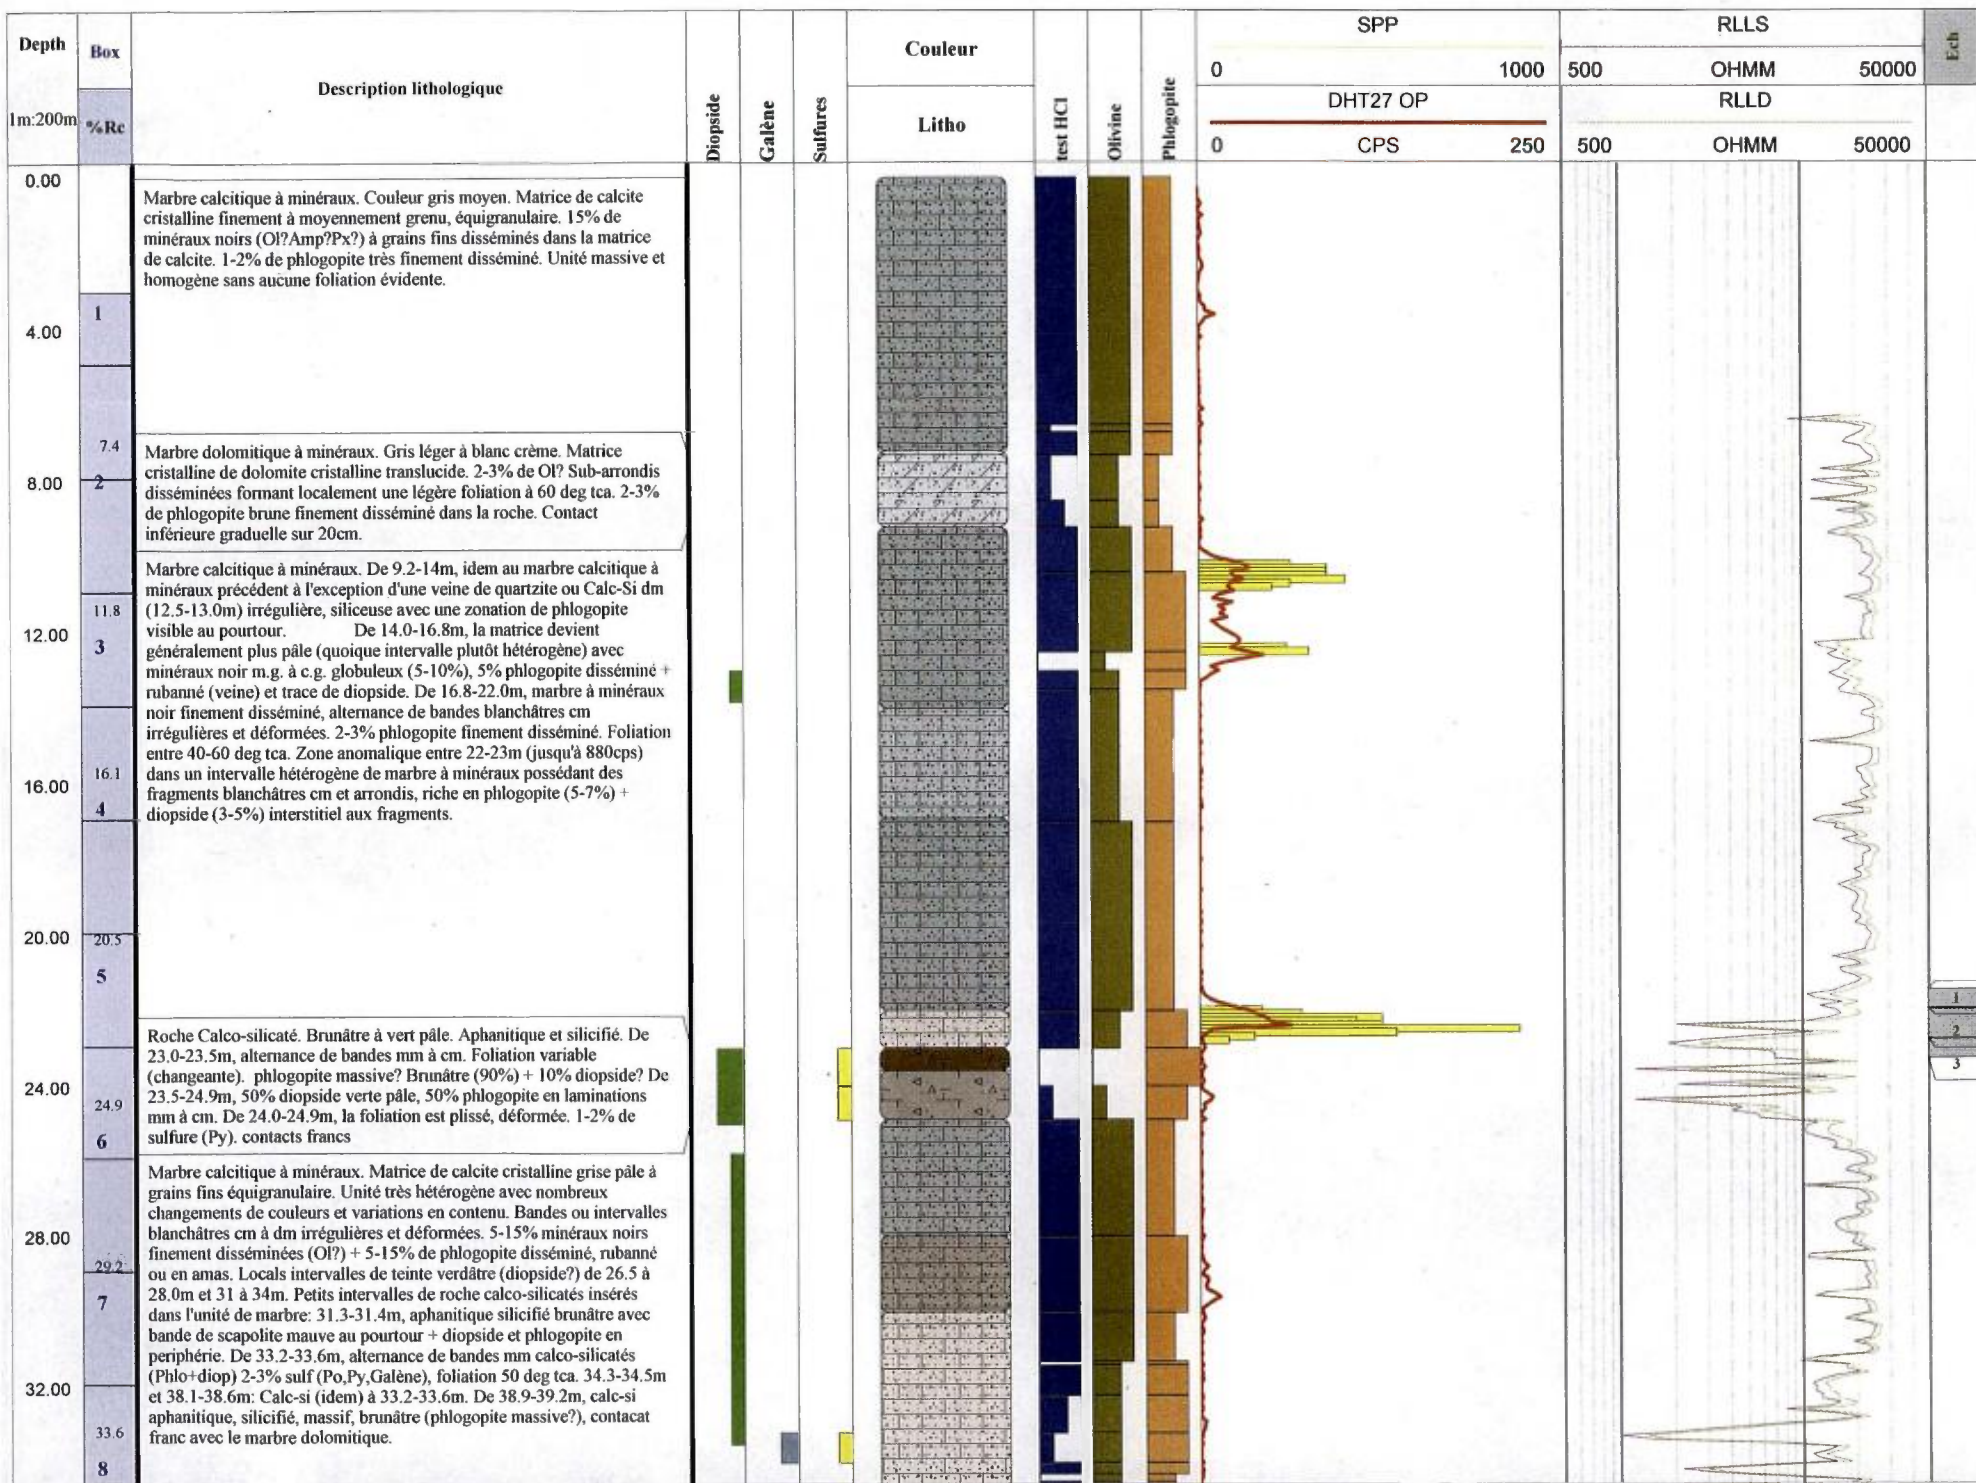 Depth
Box
1m:200m
%Rc
Description lithologique
Diopside
Galène
Sulfures
Couleur
Litho
test HCl
Olivine
Phlogopite
SPP
0 1000
DHT27 OP
0 CPS 250
RLLS
500 OHMM 50000
RLLD
500 OHMM 50000
Ech
0.00
4.00
8.00
12.00
16.00
20.00
24.00
28.00
32.00
1
7.4
2
11.8
3
16.1
4
20.5
5
24.9
6
29.2
7
33.6
8
Marbre calcitique à minéraux. Couleur gris moyen. Matrice de calcite
cristalline finement à moyennement grenu, équigranulaire. 15% de
minéraux noirs (Ol?Amp?Px?) à grains fins disséminés dans la matrice
de calcite. 1-2% de phlogopite très finement disséminé. Unité massive et
homogène sans aucune foliation évidente.
Marbre dolomitique à minéraux. Gris léger à blanc crème. Matrice
cristalline de dolomite cristalline translucide. 2-3% de Ol? Sub-arrondis
disséminées formant localement une légère foliation à 60 deg tca. 2-3%
de phlogopite brune finement disséminé dans la roche. Contact
inférieure graduelle sur 20cm.
Marbre calcitique à minéraux. De 9.2-14m, idem au marbre calcitique à
minéraux précédent à l'exception d'une veine de quartzite ou Calc-Si dm
(12.5-13.0m) irrégulière, siliceuse avec une zonation de phlogopite
visible au pourtour. De 14.0-16.8m, la matrice devient
généralement plus pâle (quoique intervalle plutôt hétérogène) avec
minéraux noir m.g. à c.g. globuleux (5-10%), 5% phlogopite disséminé +
rubanné (veine) et trace de diopside. De 16.8-22.0m, marbre à minéraux
noir finement disséminé, alternance de bandes blanchâtres cm
irrégulières et déformées. 2-3% phlogopite finement disséminé. Foliation
entre 40-60 deg tca. Zone anomalique entre 22-23m (jusqu'à 880cps)
dans un intervalle hétérogène de marbre à minéraux possédant des
fragments blanchâtres cm et arrondis, riche en phlogopite (5-7%) +
diopside (3-5%) interstitiel aux fragments.
Roche Calco-silicaté. Brunâtre à vert pâle. Aphanitique et silicifié. De
23.0-23.5m, alternance de bandes mm à cm. Foliation variable
(changeante). phlogopite massive? Brunâtre (90%) + 10% diopside? De
23.5-24.9m, 50% diopside verte pâle, 50% phlogopite en laminations
mm à cm. De 24.0-24.9m, la foliation est plissé, déformée. 1-2% de
sulfure (Py). contacts francs
Marbre calcitique à minéraux. Matrice de calcite cristalline grise pâle à
grains fins équigranulaire. Unité très hétérogène avec nombreux
changements de couleurs et variations en contenu. Bandes ou intervalles
blanchâtres cm à dm irrégulières et déformées. 5-15% minéraux noirs
finement disséminées (Ol?) + 5-15% de phlogopite disséminé, rubanné
ou en amas. Locals intervalles de teinte verdâtre (diopside?) de 26.5 à
28.0m et 31 à 34m. Petits intervalles de roche calco-silicatés insérés
dans l'unité de marbre: 31.3-31.4m, aphanitique silicifié brunâtre avec
bande de scapolite mauve au pourtour + diopside et phlogopite en
periphérie. De 33.2-33.6m, alternance de bandes mm calco-silicatés
(Phlo+diop) 2-3% sulf (Po,Py,Galène), foliation 50 deg tca. 34.3-34.5m
et 38.1-38.6m: Calc-si (idem) à 33.2-33.6m. De 38.9-39.2m, calc-si
aphanitique, silicifié, massif, brunâtre (phlogopite massive?), contacat
franc avec le marbre dolomitique.
1
2
3